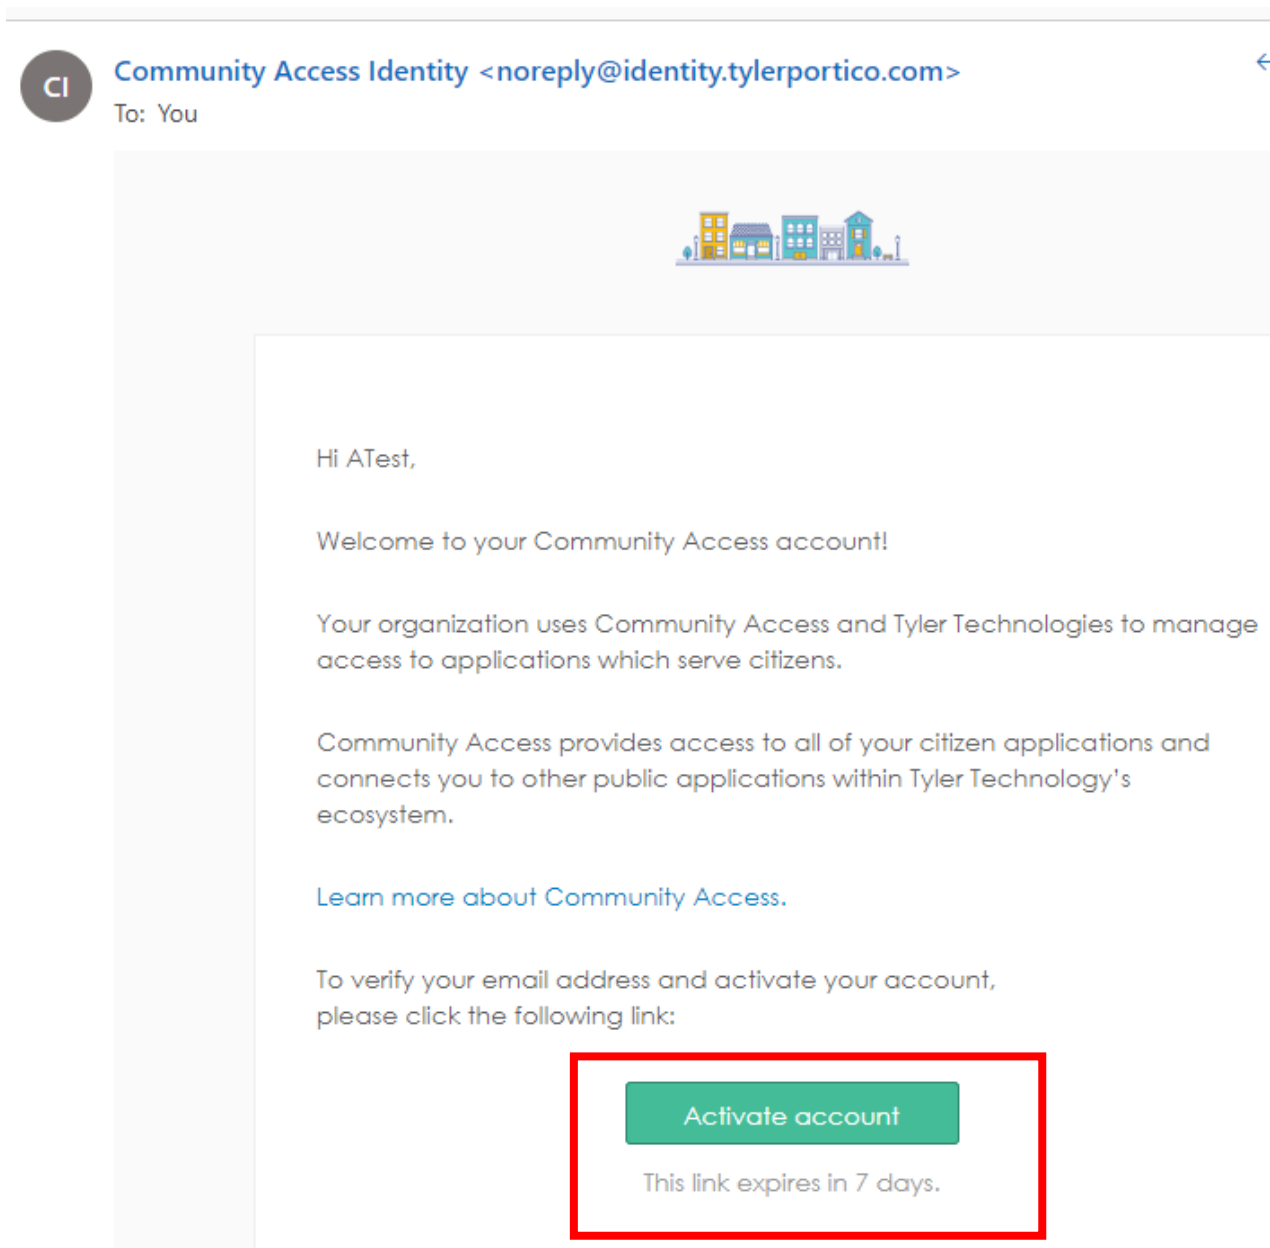 CI
Community Access Identity <noreply@identity.tylerportico.com>
To: You
Hi ATest,
Welcome to your Community Access account!
Your organization uses Community Access and Tyler Technologies to manage
access to applications which serve citizens.
Community Access provides access to all of your citizen applications and
connects you to other public applications within Tyler Technology's
ecosystem.
Learn more about Community Access.
To verify your email address and activate your account,
please click the following link:
Activate account
This link expires in 7 days.